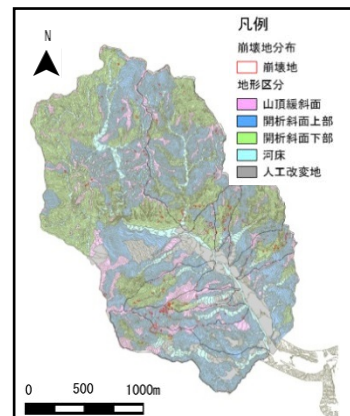 凡例
N
崩壊地分布
崩壊地
地形区分
山頂緩斜面
開析斜面上部
開析斜面下部
河床
人工改変地
0 500 1000m